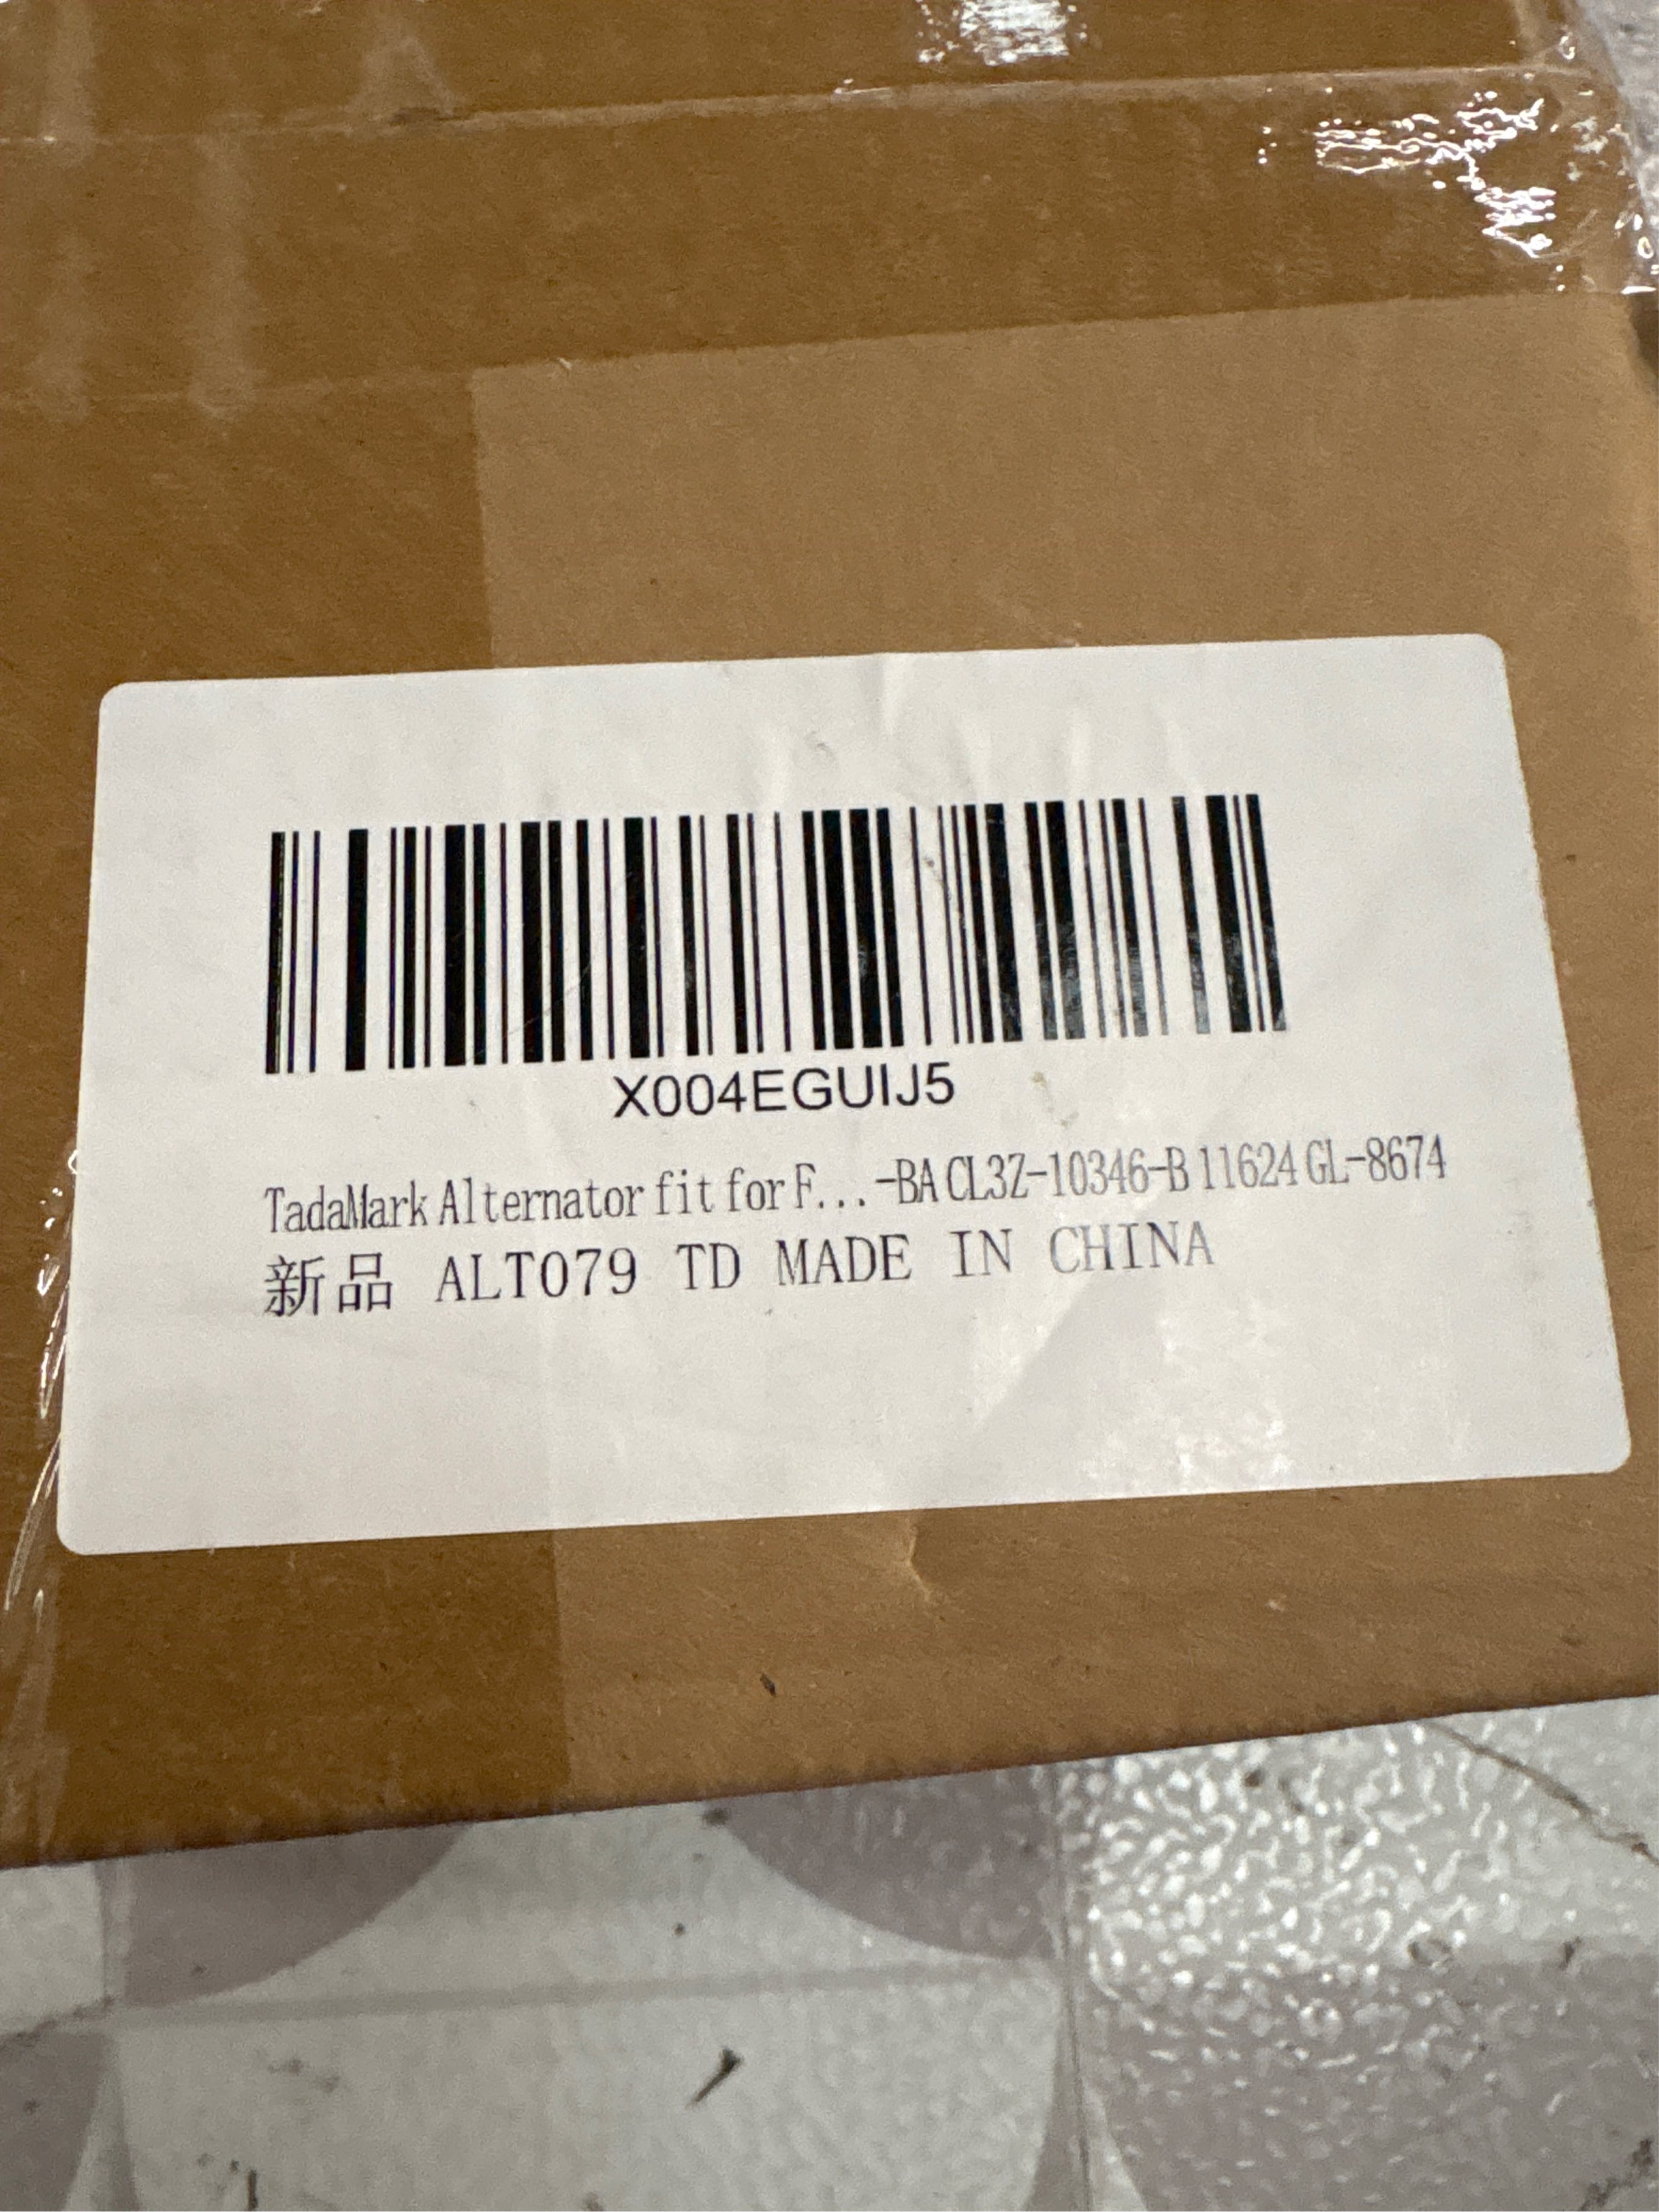 X004EGUIJ5
TadaMark Alternator fit for F...-BA CL3Z-10346-B 11624 GL-8674
新品 ALT079 TD MADE IN CHINA